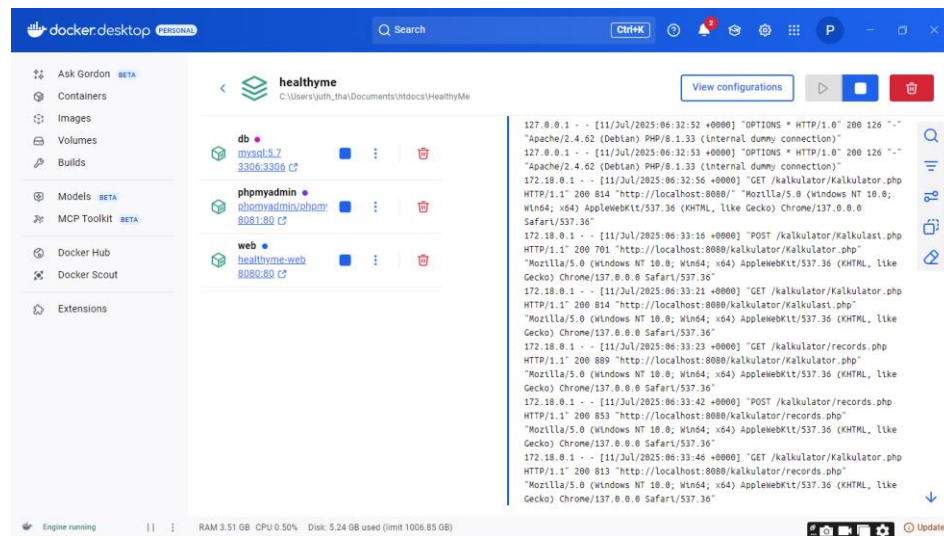 docker.desktop PERSONAL
Search
Ctrl+K
2
P
Ask Gordon BETA
Containers
Images
Volumes
Builds
Models BETA
MCP Toolkit BETA
Docker Hub
Docker Scout
Extensions
healthyme
C:\Users\juth_tha\Documents\htdocs\HealthyMe
View configurations
db
mysql:5.7
3306:3306
phpmyadmin
phpmyadmin/phpmy
8081:80
web
healthyme-web
8080:80
127.0.0.1 - - [11/Jul/2025:06:32:52 +0000] "OPTIONS * HTTP/1.0" 200 126 "-"
"Apache/2.4.62 (Debian) PHP/8.1.33 (internal dummy connection)"
127.0.0.1 - - [11/Jul/2025:06:32:53 +0000] "OPTIONS * HTTP/1.0" 200 126 "-"
"Apache/2.4.62 (Debian) PHP/8.1.33 (internal dummy connection)"
172.18.0.1 - - [11/Jul/2025:06:32:56 +0000] "GET /kalkulator/Kalkulator.php
HTTP/1.1" 200 814 "http://localhost:8080/" "Mozilla/5.0 (Windows NT 10.0;
Win64; x64) AppleWebKit/537.36 (KHTML, like Gecko) Chrome/137.0.0.0
Safari/537.36"
172.18.0.1 - - [11/Jul/2025:06:33:16 +0000] "POST /kalkulator/Kalkulasi.php
HTTP/1.1" 200 701 "http://localhost:8080/kalkulator/Kalkulator.php"
"Mozilla/5.0 (Windows NT 10.0; Win64; x64) AppleWebKit/537.36 (KHTML, like
Gecko) Chrome/137.0.0.0 Safari/537.36"
172.18.0.1 - - [11/Jul/2025:06:33:21 +0000] "GET /kalkulator/Kalkulator.php
HTTP/1.1" 200 814 "http://localhost:8080/kalkulator/Kalkulasi.php"
"Mozilla/5.0 (Windows NT 10.0; Win64; x64) AppleWebKit/537.36 (KHTML, like
Gecko) Chrome/137.0.0.0 Safari/537.36"
172.18.0.1 - - [11/Jul/2025:06:33:23 +0000] "GET /kalkulator/records.php
HTTP/1.1" 200 889 "http://localhost:8080/kalkulator/Kalkulator.php"
"Mozilla/5.0 (Windows NT 10.0; Win64; x64) AppleWebKit/537.36 (KHTML, like
Gecko) Chrome/137.0.0.0 Safari/537.36"
172.18.0.1 - - [11/Jul/2025:06:33:42 +0000] "POST /kalkulator/records.php
HTTP/1.1" 200 853 "http://localhost:8080/kalkulator/records.php"
"Mozilla/5.0 (Windows NT 10.0; Win64; x64) AppleWebKit/537.36 (KHTML, like
Gecko) Chrome/137.0.0.0 Safari/537.36"
172.18.0.1 - - [11/Jul/2025:06:33:46 +0000] "GET /kalkulator/Kalkulator.php
HTTP/1.1" 200 813 "http://localhost:8080/kalkulator/records.php"
"Mozilla/5.0 (Windows NT 10.0; Win64; x64) AppleWebKit/537.36 (KHTML, like
Gecko) Chrome/137.0.0.0 Safari/537.36"
Engine running
RAM 3.51 GB CPU 0.50% Disk: 5.24 GB used (limit 1006.85 GB)
Update